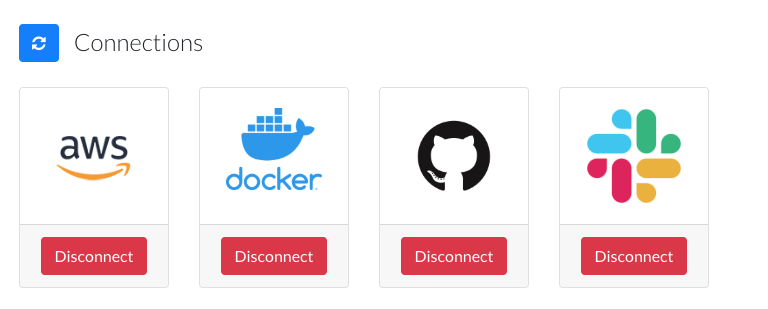 Connections
aws
docker
Disconnect
Disconnect
Disconnect
Disconnect